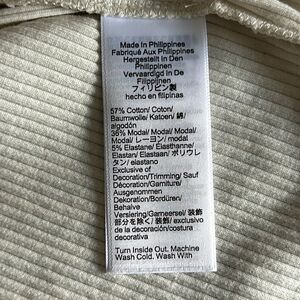 Made In Philippines
Fabriqué Aux Philippines
Hergestellt In Den
Philippinen
Vervaardigd in De
Filippijnen
フィリピン製
hecho en filipinas
57% Cotton/ Coton/
Baumwolle/ Katoen/ 綿/
algodón
38% Modal/ Modal/ Modal/
Modal/ レーヨン/ modal
5% Elastane/ Elasthanne/
Elastan/ Elastaan/ ポリウレ
タン/ elastano
Exclusive of
Decoration/Trimming/ Sauf
Décoration/Garniture/
Ausgenommen
Dekoration/Bordüren/
Behalve
Versiering/Garneersel/ 装飾
部分を除く/ 装飾/ exclusivo
de la decoración/costura
decorativa
Turn Inside Out. Machine
Wash Cold. Wash With